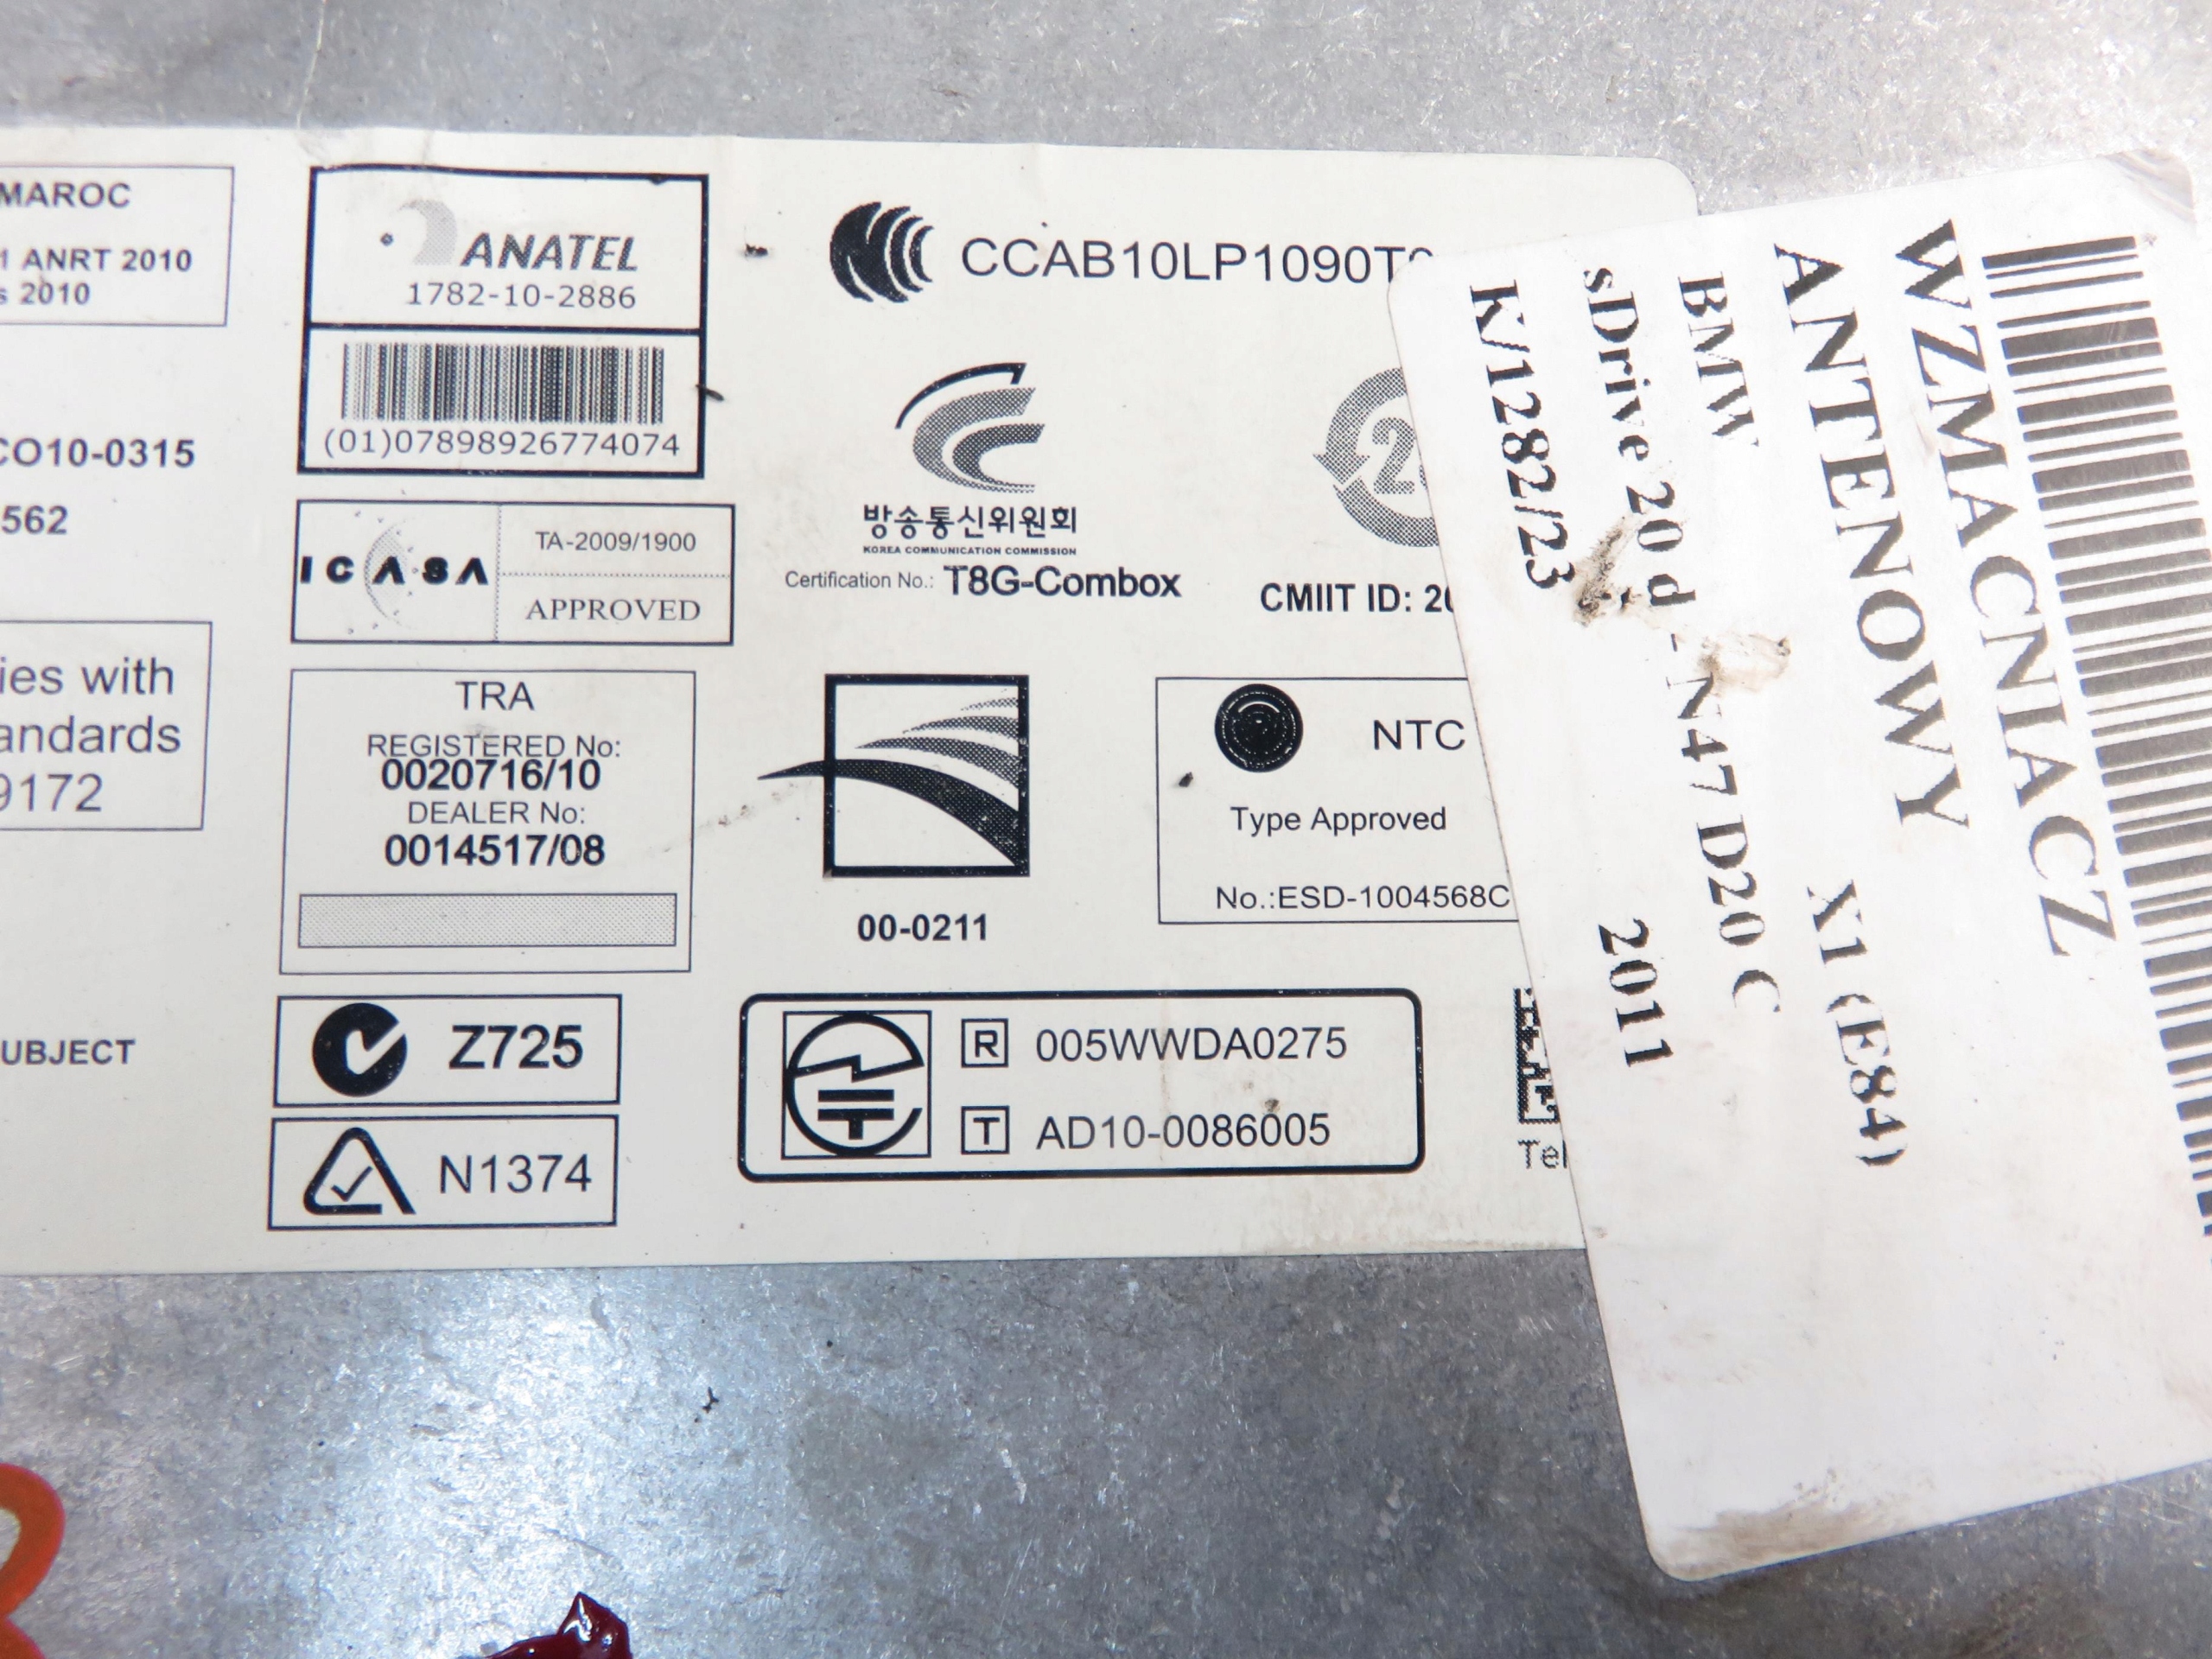 MAROC
1 ANRT 2010
s 2010
CO10-0315
562
ies with
andards
9172
UBJECT
ANATEL
1782-10-2886
(01)07898926774074
ICASA
TA-2009/1900
APPROVED
TRA
REGISTERED No:
0020716/10
DEALER No:
0014517/08
Z725
N1374
CCAB10LP1090T
방송통신위원회
KOREA COMMUNICATION COMMISSION
Certification No.: T8G-Combox
CMIIT ID: 20
00-0211
NTC
Type Approved
No.:ESD-1004568C
R 005WWDA0275
T AD10-0086005
Tel
WZMACNIACZ
ANTENOWY
BMW X1 (E84)
sDrive 20 d - N47 D20 C
K/1282/23 2011